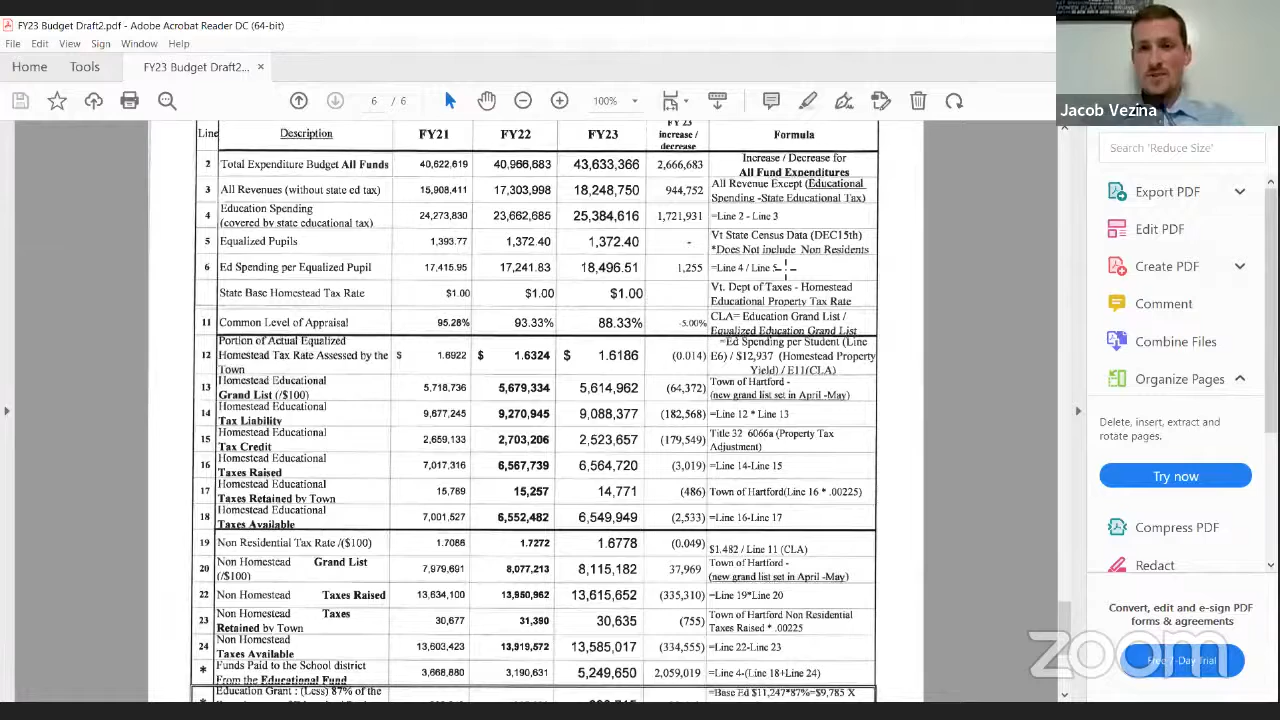 FY23 Budget Draft2.pdf - Adobe Acrobat Reader DC (64-bit)
File Edit View Sign Window Help
Home Tools FY23 Budget Draft2... ×
6 / 6 100%
Jacob Vezina
Search 'Reduce Size'
Export PDF
Edit PDF
Create PDF
Comment
Combine Files
Organize Pages
Delete, insert, extract and
rotate pages.
Try now
Compress PDF
Redact
Convert, edit and e-sign PDF
forms & agreements
Free 7-Day Trial
zoom
Line Description FY21 FY22 FY23 FY 23 increase / decrease Formula
2 Total Expenditure Budget All Funds 40,622,619 40,966,683 43,633,366 2,666,683 Increase / Decrease for All Fund Expenditures
3 All Revenues (without state ed tax) 15,908,411 17,303,998 18,248,750 944,752 All Revenue Except (Educational Spending -State Educational Tax)
4 Education Spending (covered by state educational tax) 24,273,830 23,662,685 25,384,616 1,721,931 =Line 2 - Line 3
5 Equalized Pupils 1,393.77 1,372.40 1,372.40 - Vt State Census Data (DEC15th) *Does Not include Non Residents
6 Ed Spending per Equalized Pupil 17,415.95 17,241.83 18,496.51 1,255 =Line 4 / Line 5
State Base Homestead Tax Rate $1.00 $1.00 $1.00 Vt. Dept of Taxes - Homestead Educational Property Tax Rate
11 Common Level of Appraisal 95.28% 93.33% 88.33% -5.00% CLA= Education Grand List / Equalized Education Grand List
12 Portion of Actual Equalized Homestead Tax Rate Assessed by the Town $ 1.6922 $ 1.6324 $ 1.6186 (0.014) =Ed Spending per Student (Line E6) / $12,937 (Homestead Property Yield) / E11(CLA)
13 Homestead Educational Grand List (/$100) 5,718,736 5,679,334 5,614,962 (64,372) Town of Hartford - (new grand list set in April -May)
14 Homestead Educational Tax Liability 9,677,245 9,270,945 9,088,377 (182,568) =Line 12 * Line 13
15 Homestead Educational Tax Credit 2,659,133 2,703,206 2,523,657 (179,549) Title 32 6066a (Property Tax Adjustment)
16 Homestead Educational Taxes Raised 7,017,316 6,567,739 6,564,720 (3,019) =Line 14-Line 15
17 Homestead Educational Taxes Retained by Town 15,789 15,257 14,771 (486) Town of Hartford(Line 16 * .00225)
18 Homestead Educational Taxes Available 7,001,527 6,552,482 6,549,949 (2,533) =Line 16-Line 17
19 Non Residential Tax Rate /($100) 1.7086 1.7272 1.6778 (0.049) $1.482 / Line 11 (CLA)
20 Non Homestead Grand List (/$100) 7,979,691 8,077,213 8,115,182 37,969 Town of Hartford - (new grand list set in April -May)
22 Non Homestead Taxes Raised 13,634,100 13,950,962 13,615,652 (335,310) =Line 19*Line 20
23 Non Homestead Taxes Retained by Town 30,677 31,390 30,635 (755) Town of Hartford Non Residential Taxes Raised * .00225
24 Non Homestead Taxes Available 13,603,423 13,919,572 13,585,017 (334,555) =Line 22-Line 23
* Funds Paid to the School district From the Educational Fund 3,668,880 3,190,631 5,249,650 2,059,019 =Line 4-(Line 18+Line 24)
Education Grant : (Less) 87% of the =Base Ed $11,247*87%=$9,785 X